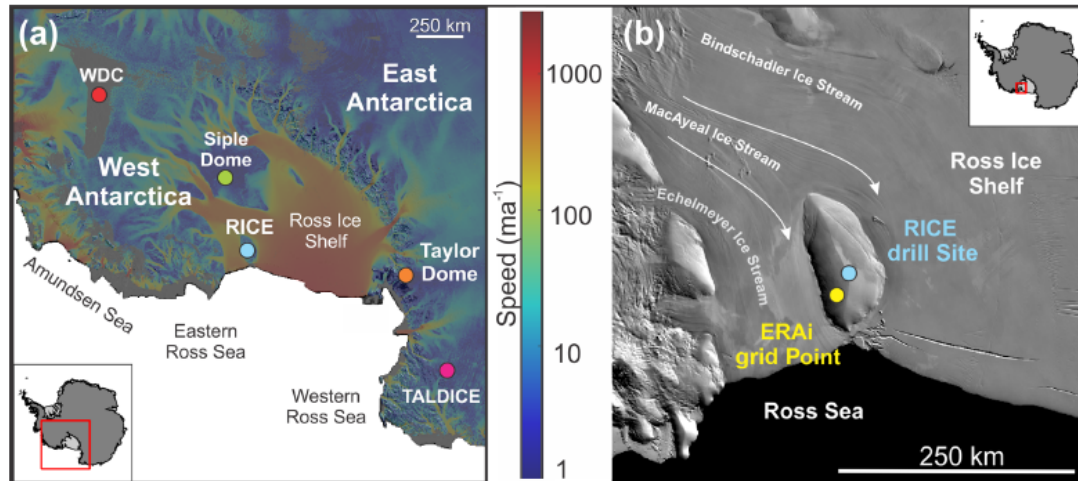 (a)
250 km
WDC
East
Antarctica
Siple
Dome
West
Antarctica
RICE
Ross Ice
Shelf
Taylor
Dome
Amundsen Sea
Eastern
Ross Sea
Western
Ross Sea
TALDICE
Speed (ma⁻¹)
1000
100
10
1
(b)
Bindschadler Ice Stream
MacAyeal Ice Stream
Echelmeyer Ice Stream
Ross Ice
Shelf
RICE
drill Site
ERAi
grid Point
Ross Sea
250 km